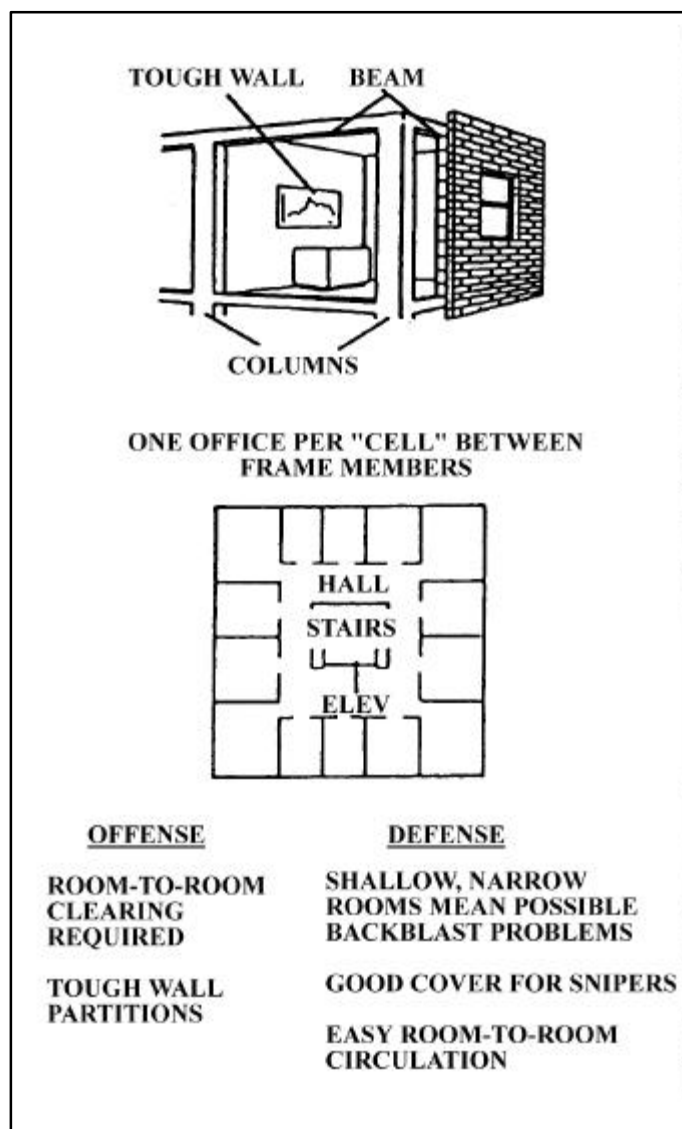 TOUGH WALL BEAM
COLUMNS
ONE OFFICE PER "CELL" BETWEEN
FRAME MEMBERS
HALL
STAIRS
ELEV
OFFENSE
ROOM-TO-ROOM
CLEARING
REQUIRED
TOUGH WALL
PARTITIONS
DEFENSE
SHALLOW, NARROW
ROOMS MEAN POSSIBLE
BACKBLAST PROBLEMS
GOOD COVER FOR SNIPERS
EASY ROOM-TO-ROOM
CIRCULATION